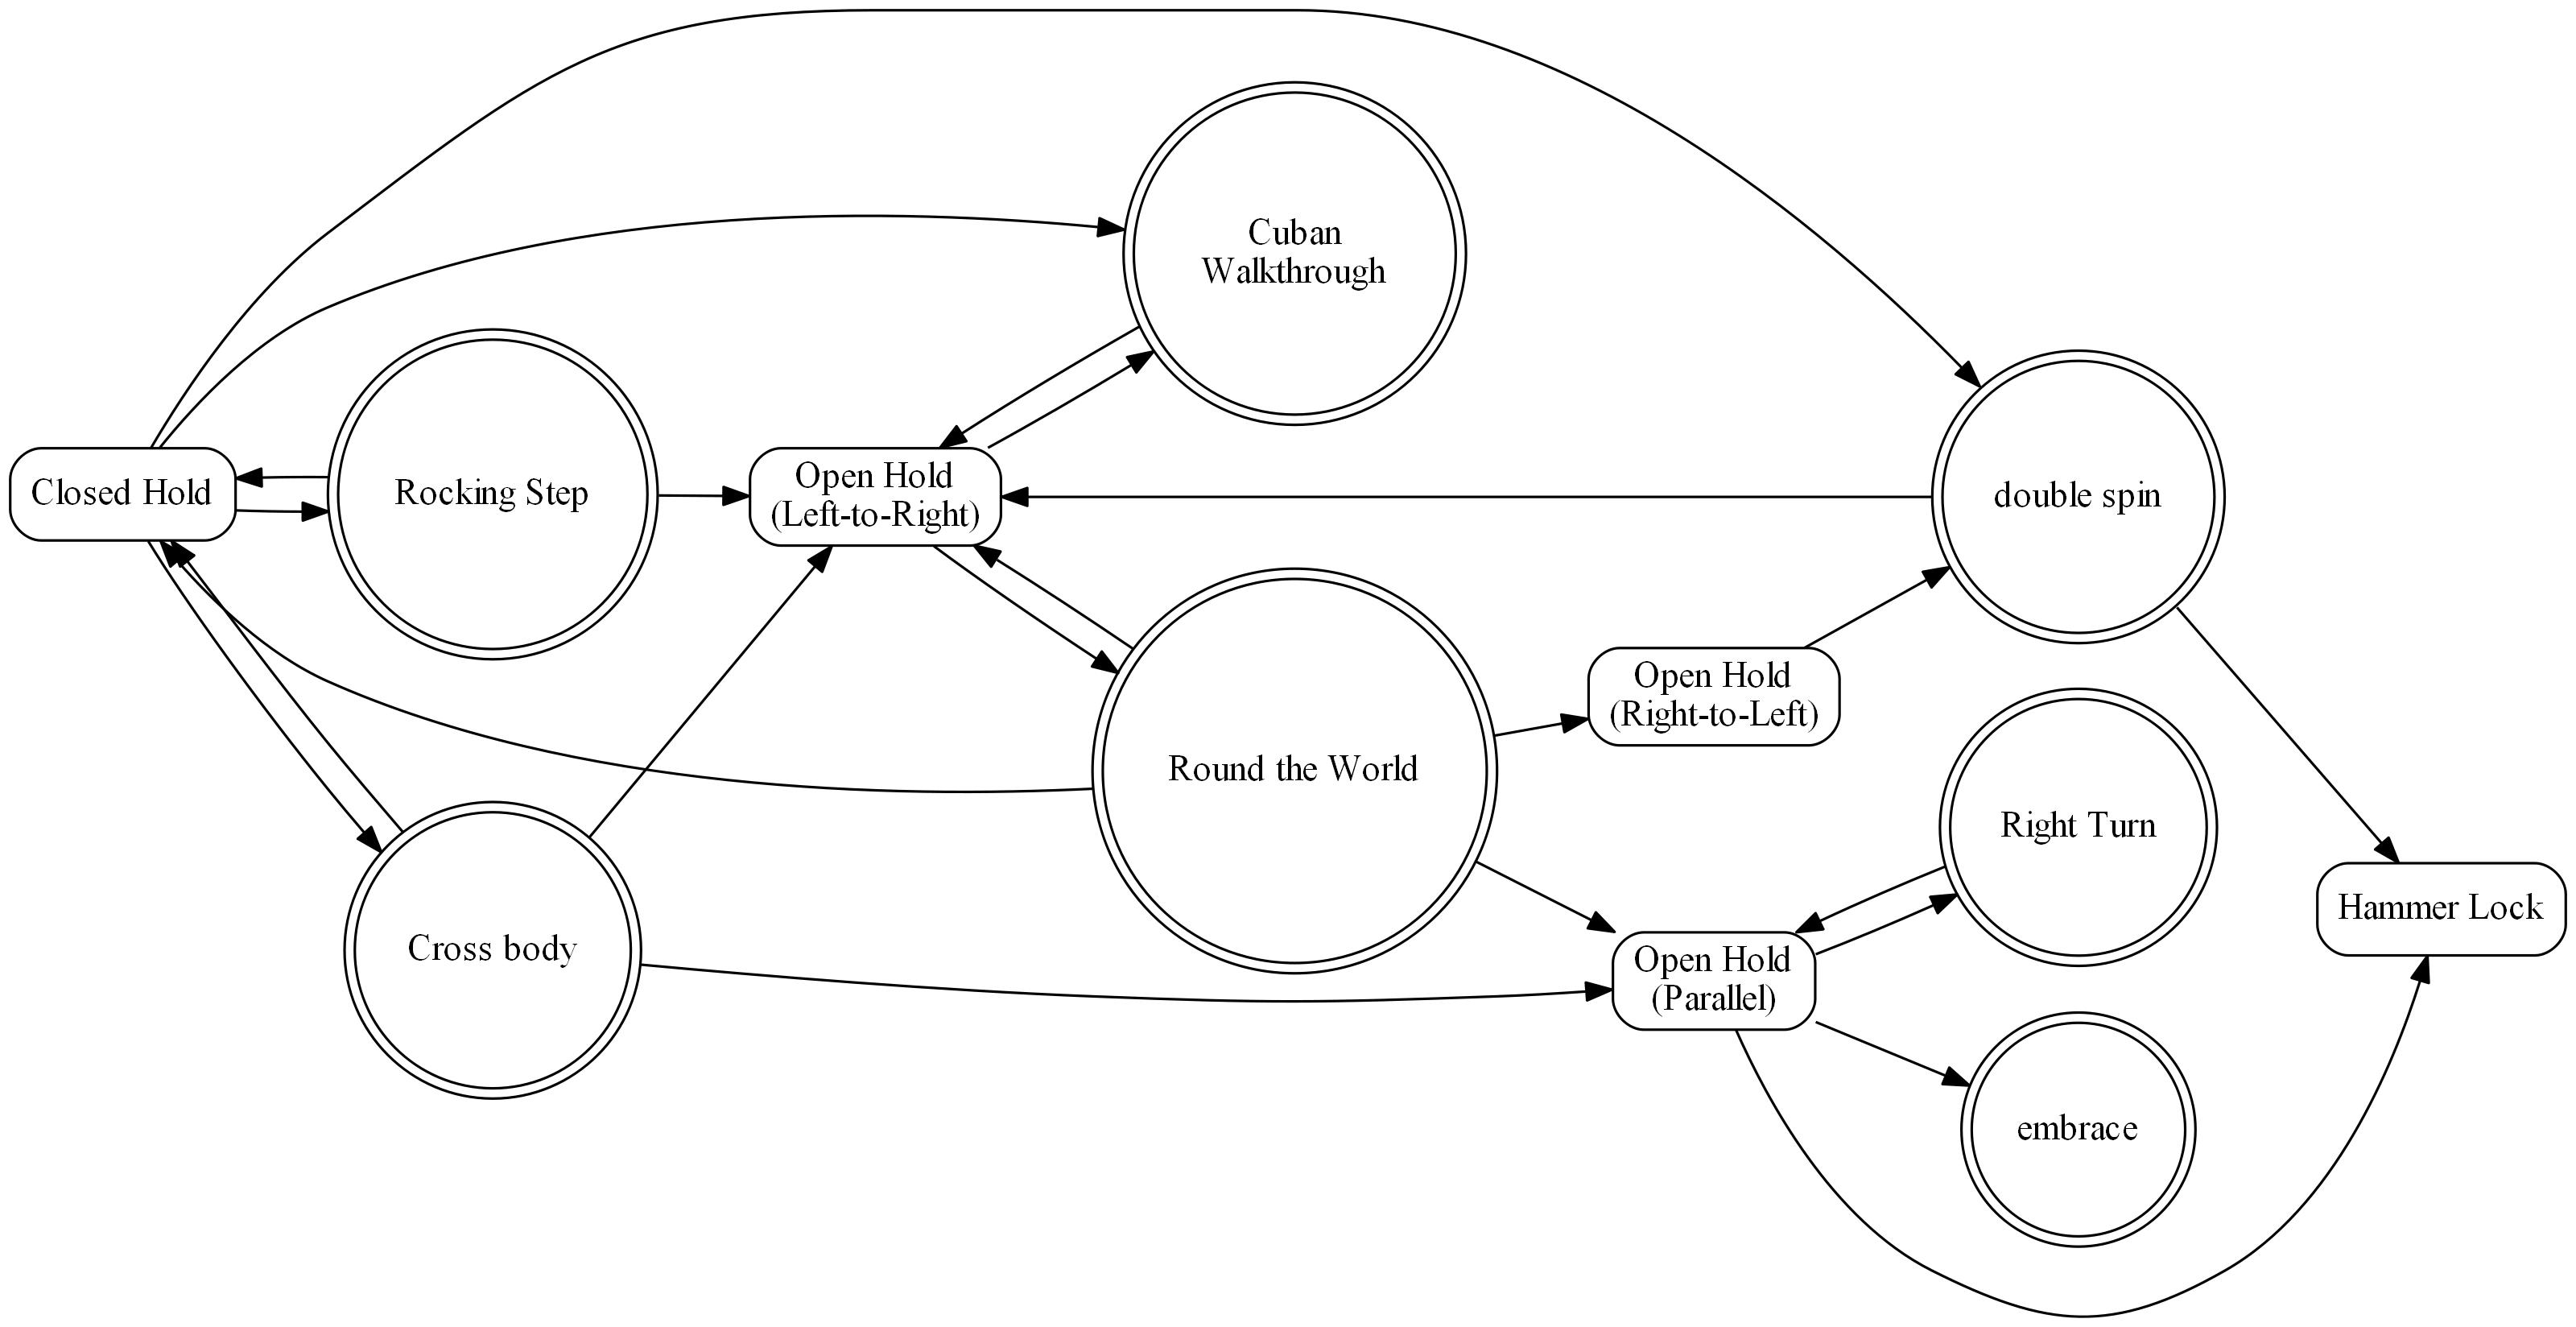 Cuban
Walkthrough
Closed Hold
Rocking Step
Open Hold
(Left-to-Right)
double spin
Open Hold
(Right-to-Left)
Round the World
Right Turn
Hammer Lock
Cross body
Open Hold
(Parallel)
embrace